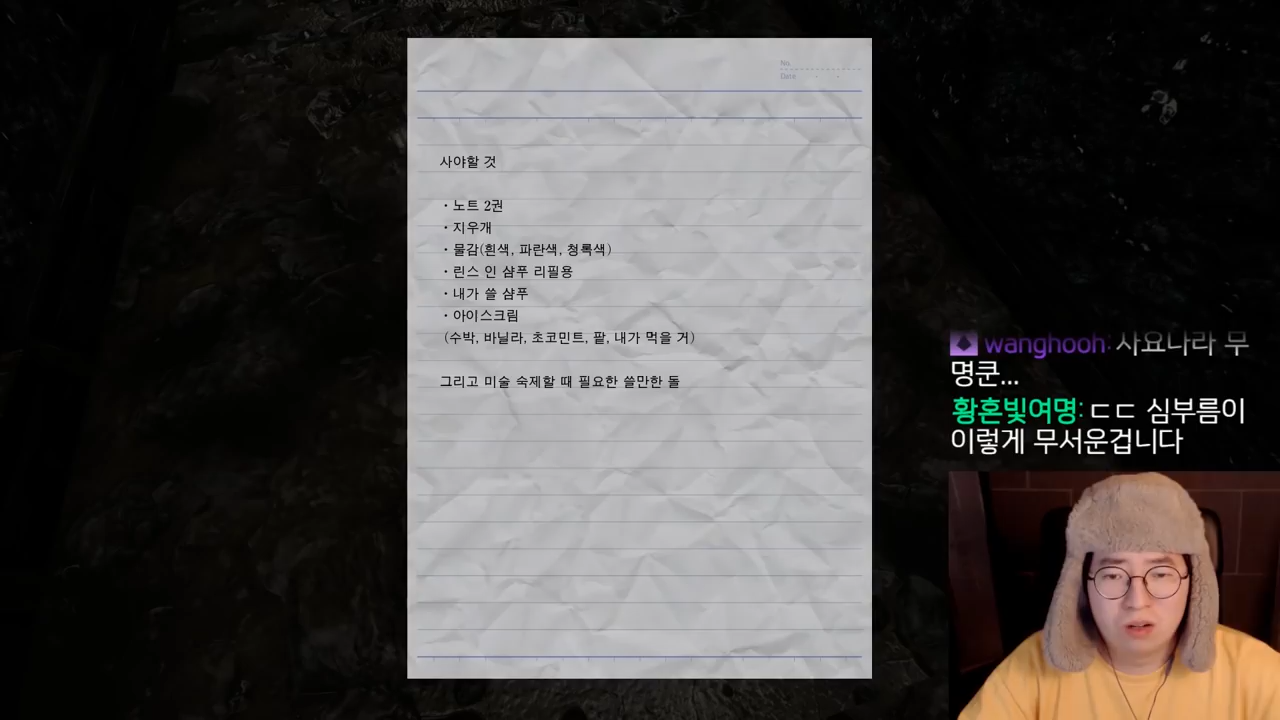 No.
Date
사야할 것
· 노트 2권
· 지우개
· 물감(흰색, 파란색, 청록색)
· 린스 인 샴푸 리필용
· 내가 쓸 샴푸
· 아이스크림
(수박, 바닐라, 초코민트, 팥, 내가 먹을 거)
그리고 미술 숙제할 때 필요한 쓸만한 돌
wanghooh: 사요나라 무
명쿤...
황혼빛여명: ㄷㄷ 심부름이
이렇게 무서운겁니다